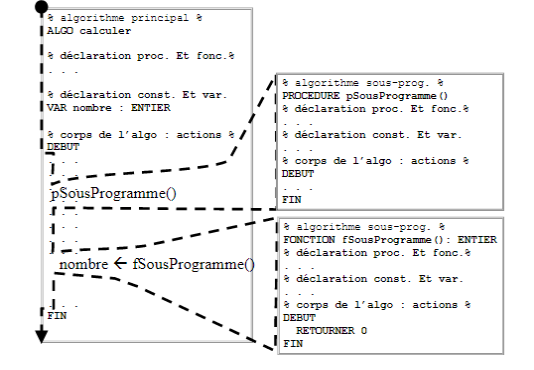 % algorithme principal %
ALGO calculer
% déclaration proc. Et fonc.%
. . .
% déclaration const. Et var.
VAR nombre : ENTIER
% corps de l'algo : actions %
DEBUT
. . .
pSousProgramme()
. . .
. . .
. . .
nombre ← fSousProgramme()
. . .
FIN
% algorithme sous-prog. %
PROCEDURE pSousProgramme()
% déclaration proc. Et fonc.%
. . .
% déclaration const. Et var.
. . .
% corps de l'algo : actions %
DEBUT
. . .
FIN
% algorithme sous-prog. %
FONCTION fSousProgramme(): ENTIER
% déclaration proc. Et fonc.%
. . .
% déclaration const. Et var.
. . .
% corps de l'algo : actions %
DEBUT
RETOURNER 0
FIN